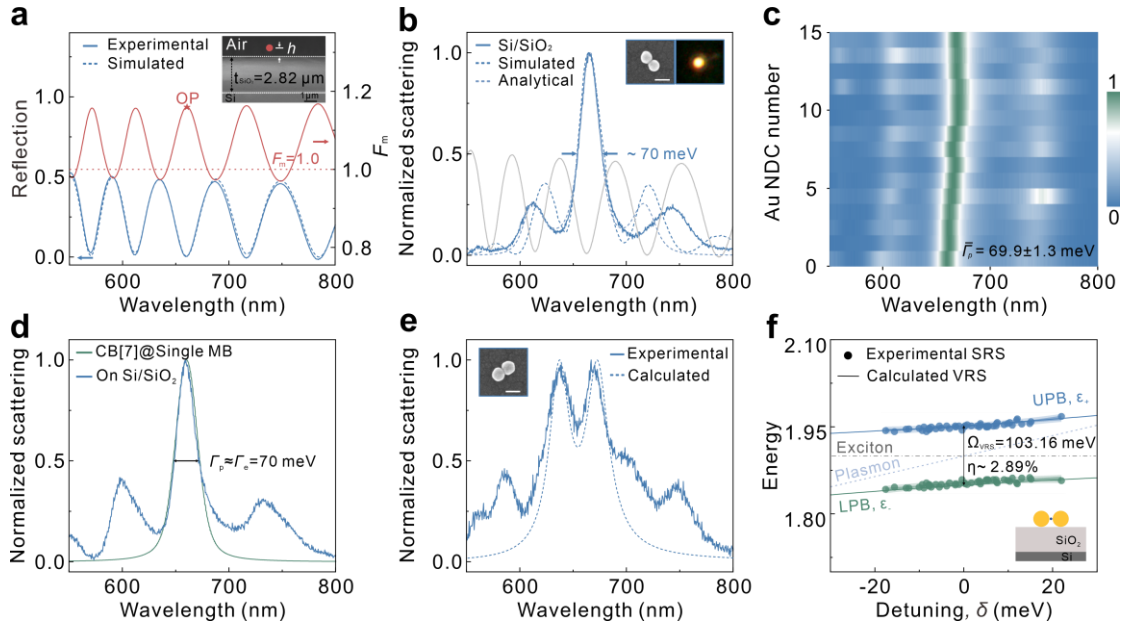 a
Experimental
Simulated
Air
h
t_SiO₂=2.82 μm
Si
1μm
OP
F_m=1.0
1.0
0.5
0.0
1.2
1.0
0.8
Reflection
F_m
600
700
800
Wavelength (nm)
b
Si/SiO₂
Simulated
Analytical
~ 70 meV
1.0
0.5
0.0
Normalized scattering
600
700
800
Wavelength (nm)
c
15
10
5
0
Au NDC number
Γ̄_p = 69.9±1.3 meV
1
0
600
700
800
Wavelength (nm)
d
CB[7]@Single MB
On Si/SiO₂
Γ_p≈Γ_e=70 meV
1.0
0.5
0.0
Normalized scattering
600
700
800
Wavelength (nm)
e
Experimental
Calculated
1.0
0.5
0.0
Normalized scattering
600
700
800
Wavelength (nm)
f
Experimental SRS
Calculated VRS
UPB, ε₊
Ω_VRS=103.16 meV
Exciton
Plasmon
η~ 2.89%
LPB, ε₋
SiO₂
Si
2.10
1.95
1.80
Energy
-20
0
20
Detuning, δ (meV)